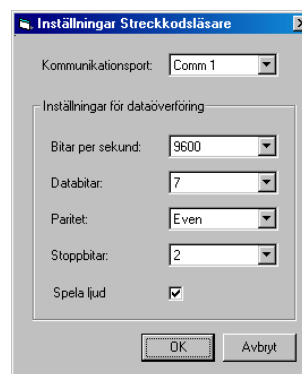 Inställningar Streckkodsläsare
Kommunikationsport: Comm 1
Inställningar för dataöverföring
Bitar per sekund: 9600
Databitar: 7
Paritet: Even
Stoppbitar: 2
Spela ljud
OK Avbryt